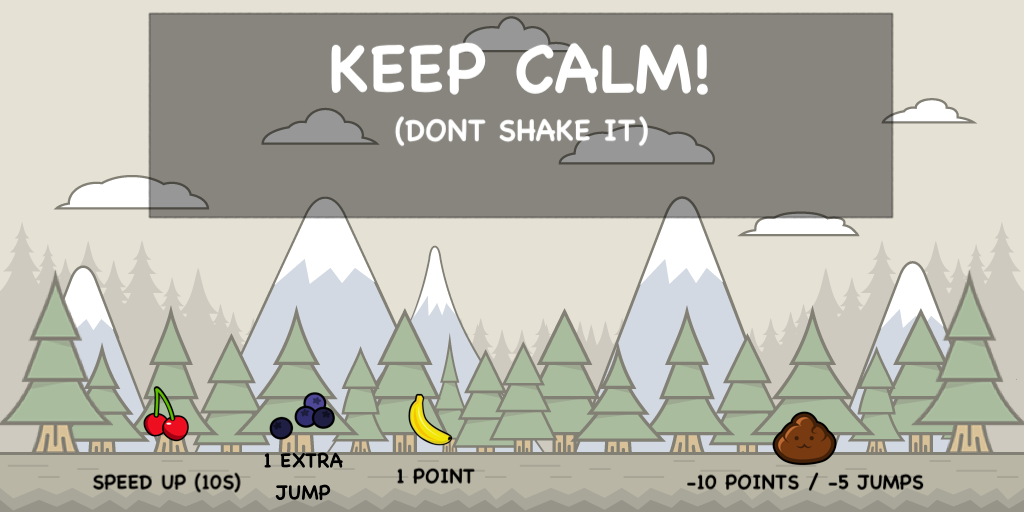 KEEP CALM!
(DONT SHAKE IT)
SPEED UP (10S)
1 EXTRA
JUMP
1 POINT
-10 POINTS / -5 JUMPS